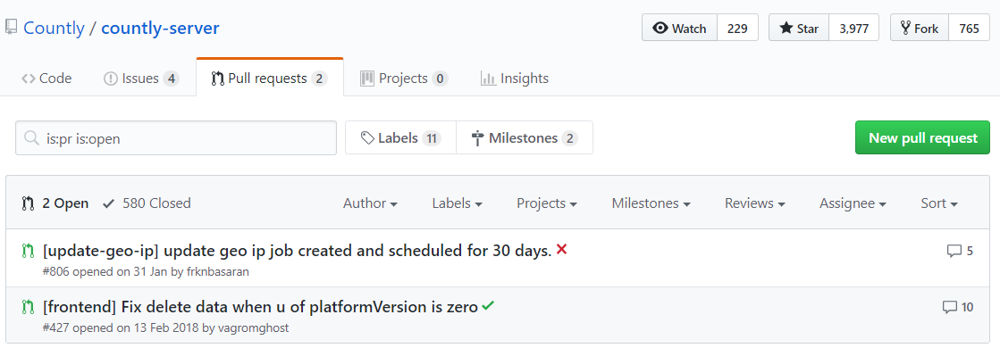 Countly / countly-server
Watch 229 Star 3,977 Fork 765
Code Issues 4 Pull requests 2 Projects 0 Insights
is:pr is:open Labels 11 Milestones 2 New pull request
2 Open 580 Closed Author Labels Projects Milestones Reviews Assignee Sort
[update-geo-ip] update geo ip job created and scheduled for 30 days. 5
#806 opened on 31 Jan by frknbasaran
[frontend] Fix delete data when u of platformVersion is zero 10
#427 opened on 13 Feb 2018 by vagromghost